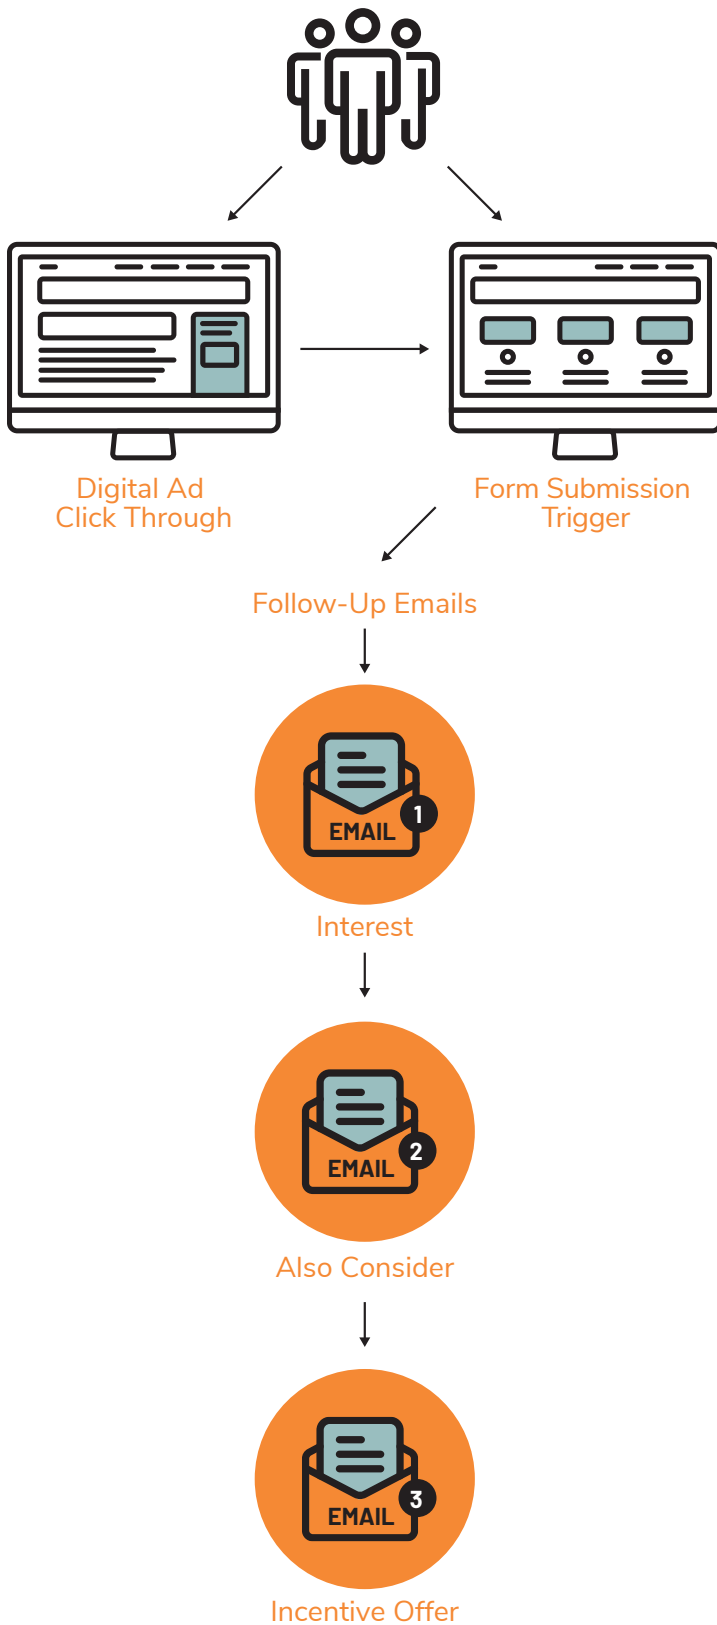 Digital Ad
Click Through
Form Submission
Trigger
Follow-Up Emails
EMAIL
1
Interest
EMAIL
2
Also Consider
EMAIL
3
Incentive Offer